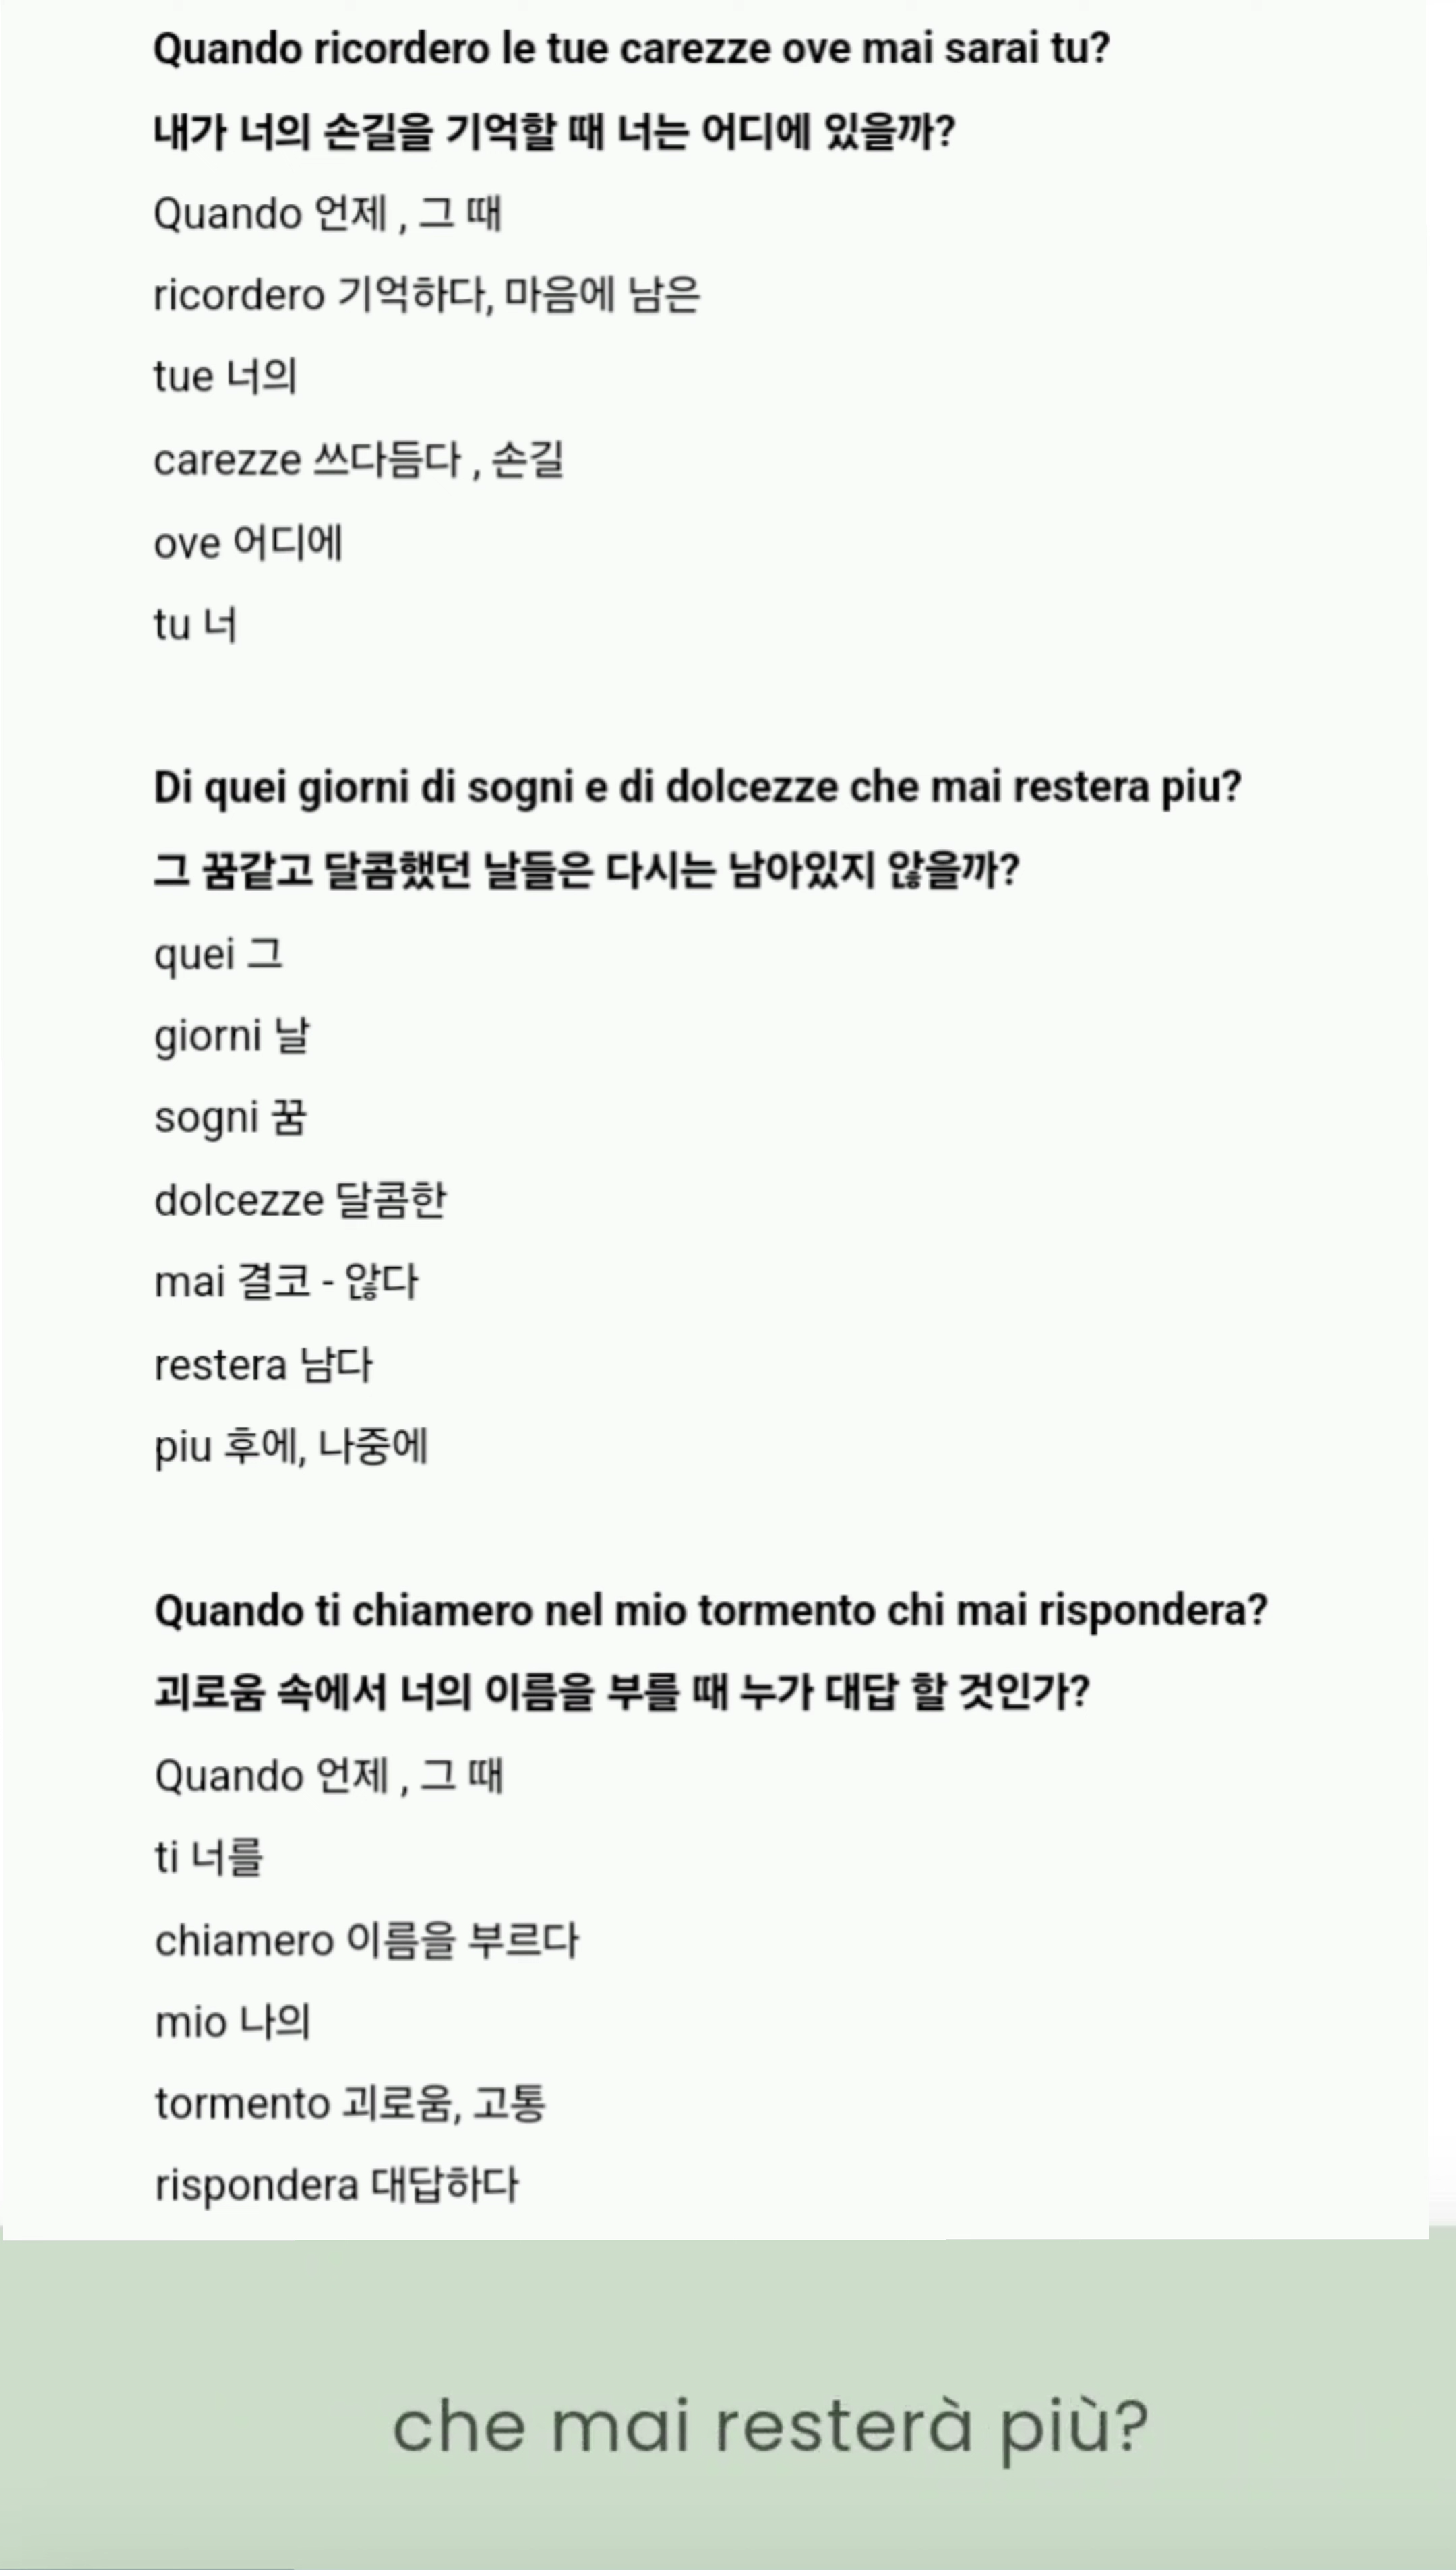 Quando ricordero le tue carezze ove mai sarai tu?
내가 너의 손길을 기억할 때 너는 어디에 있을까?
Quando 언제 , 그 때
ricordero 기억하다, 마음에 남은
tue 너의
carezze 쓰다듬다 , 손길
ove 어디에
tu 너
Di quei giorni di sogni e di dolcezze che mai restera piu?
그 꿈같고 달콤했던 날들은 다시는 남아있지 않을까?
quei 그
giorni 날
sogni 꿈
dolcezze 달콤한
mai 결코 - 않다
restera 남다
piu 후에, 나중에
Quando ti chiamero nel mio tormento chi mai rispondera?
괴로움 속에서 너의 이름을 부를 때 누가 대답 할 것인가?
Quando 언제 , 그 때
ti 너를
chiamero 이름을 부르다
mio 나의
tormento 괴로움, 고통
rispondera 대답하다
che mai resterà più?